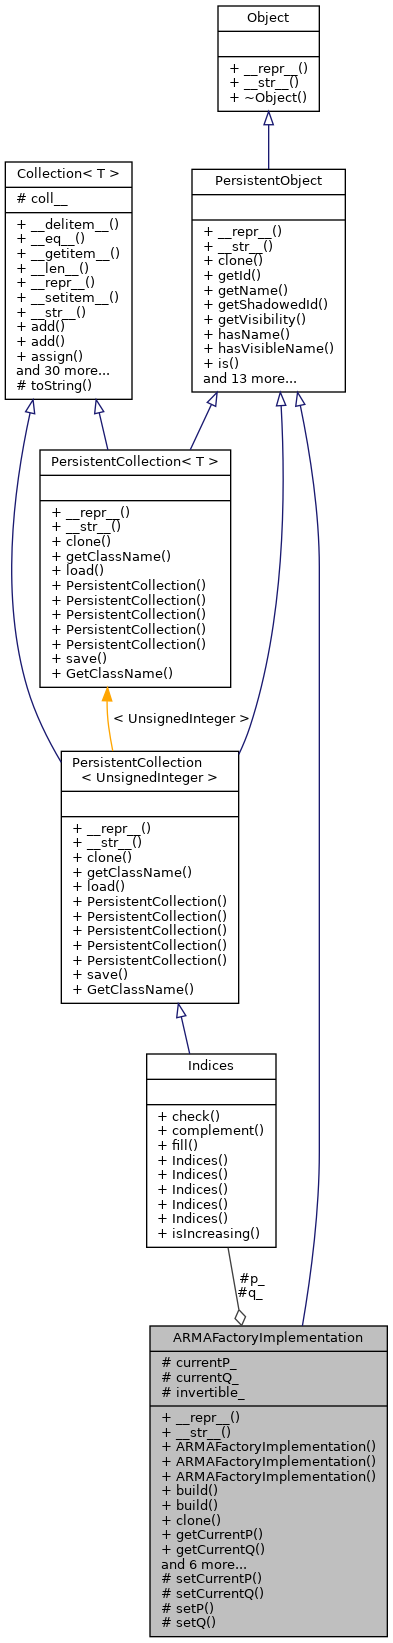 Object
+ __repr__()
+ __str__()
+ ~Object()
Collection< T >
# coll__
+ __delitem__()
+ __eq__()
+ __getitem__()
+ __len__()
+ __repr__()
+ __setitem__()
+ __str__()
+ add()
+ add()
+ assign()
and 30 more...
# toString()
PersistentObject
+ __repr__()
+ __str__()
+ clone()
+ getId()
+ getName()
+ getShadowedId()
+ getVisibility()
+ hasName()
+ hasVisibleName()
+ is()
and 13 more...
PersistentCollection< T >
+ __repr__()
+ __str__()
+ clone()
+ getClassName()
+ load()
+ PersistentCollection()
+ PersistentCollection()
+ PersistentCollection()
+ PersistentCollection()
+ PersistentCollection()
+ save()
+ GetClassName()
< UnsignedInteger >
PersistentCollection
< UnsignedInteger >
+ __repr__()
+ __str__()
+ clone()
+ getClassName()
+ load()
+ PersistentCollection()
+ PersistentCollection()
+ PersistentCollection()
+ PersistentCollection()
+ PersistentCollection()
+ save()
+ GetClassName()
Indices
+ check()
+ complement()
+ fill()
+ Indices()
+ Indices()
+ Indices()
+ Indices()
+ Indices()
+ isIncreasing()
#p_
#q_
ARMAFactoryImplementation
# currentP_
# currentQ_
# invertible_
+ __repr__()
+ __str__()
+ ARMAFactoryImplementation()
+ ARMAFactoryImplementation()
+ ARMAFactoryImplementation()
+ build()
+ build()
+ clone()
+ getCurrentP()
+ getCurrentQ()
and 6 more...
# setCurrentP()
# setCurrentQ()
# setP()
# setQ()